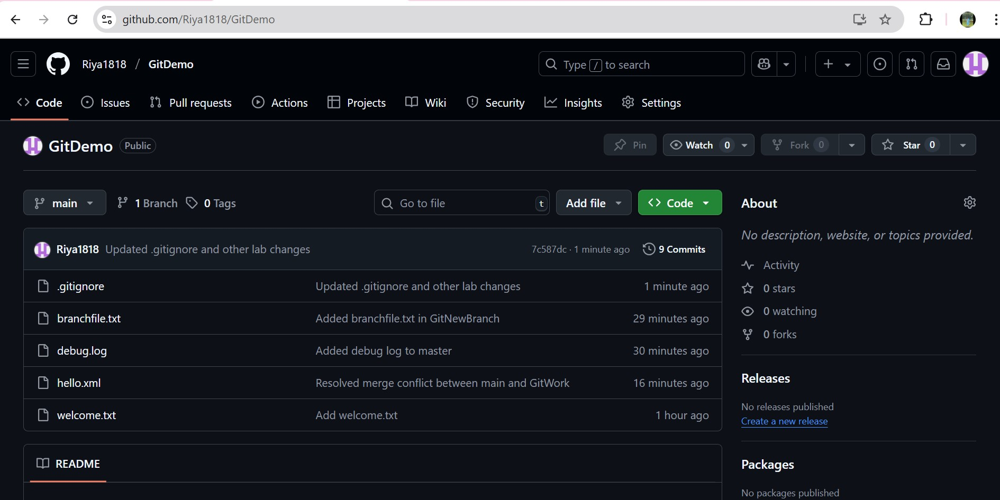 github.com/Riya1818/GitDemo
Riya1818 / GitDemo
Type / to search
Code Issues Pull requests Actions Projects Wiki Security Insights Settings
GitDemo Public
Pin Watch 0 Fork 0 Star 0
main 1 Branch 0 Tags
Go to file t Add file Code
Riya1818 Updated .gitignore and other lab changes 7c587dc · 1 minute ago 9 Commits
.gitignore Updated .gitignore and other lab changes 1 minute ago
branchfile.txt Added branchfile.txt in GitNewBranch 29 minutes ago
debug.log Added debug log to master 30 minutes ago
hello.xml Resolved merge conflict between main and GitWork 16 minutes ago
welcome.txt Add welcome.txt 1 hour ago
README
About
No description, website, or topics provided.
Activity
0 stars
0 watching
0 forks
Releases
No releases published
Create a new release
Packages
No packages published